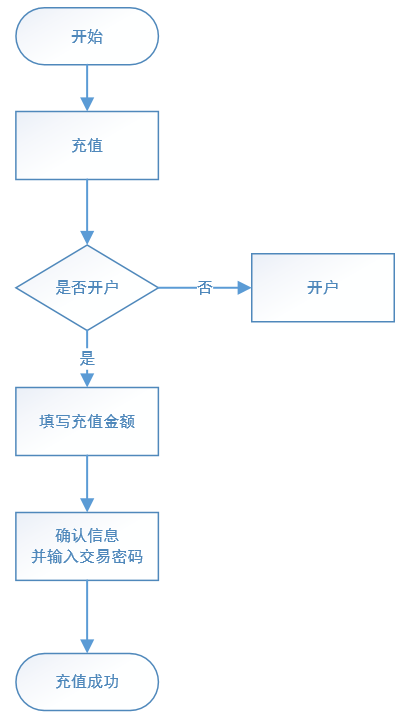 开始
充值
是否开户
否
开户
是
填写充值金额
确认信息
并输入交易密码
充值成功